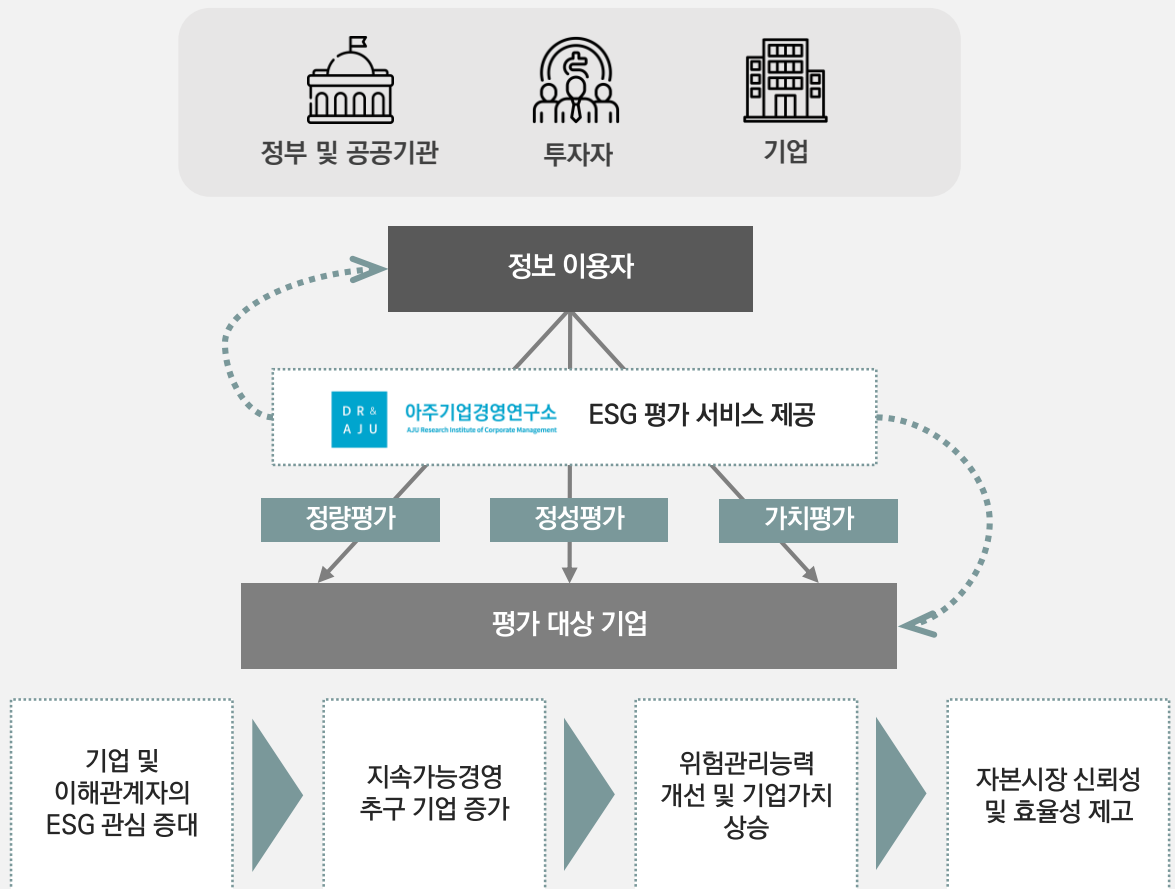 정부 및 공공기관
투자자
기업
정보 이용자
DR&
AJU
아주기업경영연구소
AJU Research Institute of Corporate Management
ESG 평가 서비스 제공
정량평가
정성평가
가치평가
평가 대상 기업
기업 및
이해관계자의
ESG 관심 증대
지속가능경영
추구 기업 증가
위험관리능력
개선 및 기업가치
상승
자본시장 신뢰성
및 효율성 제고